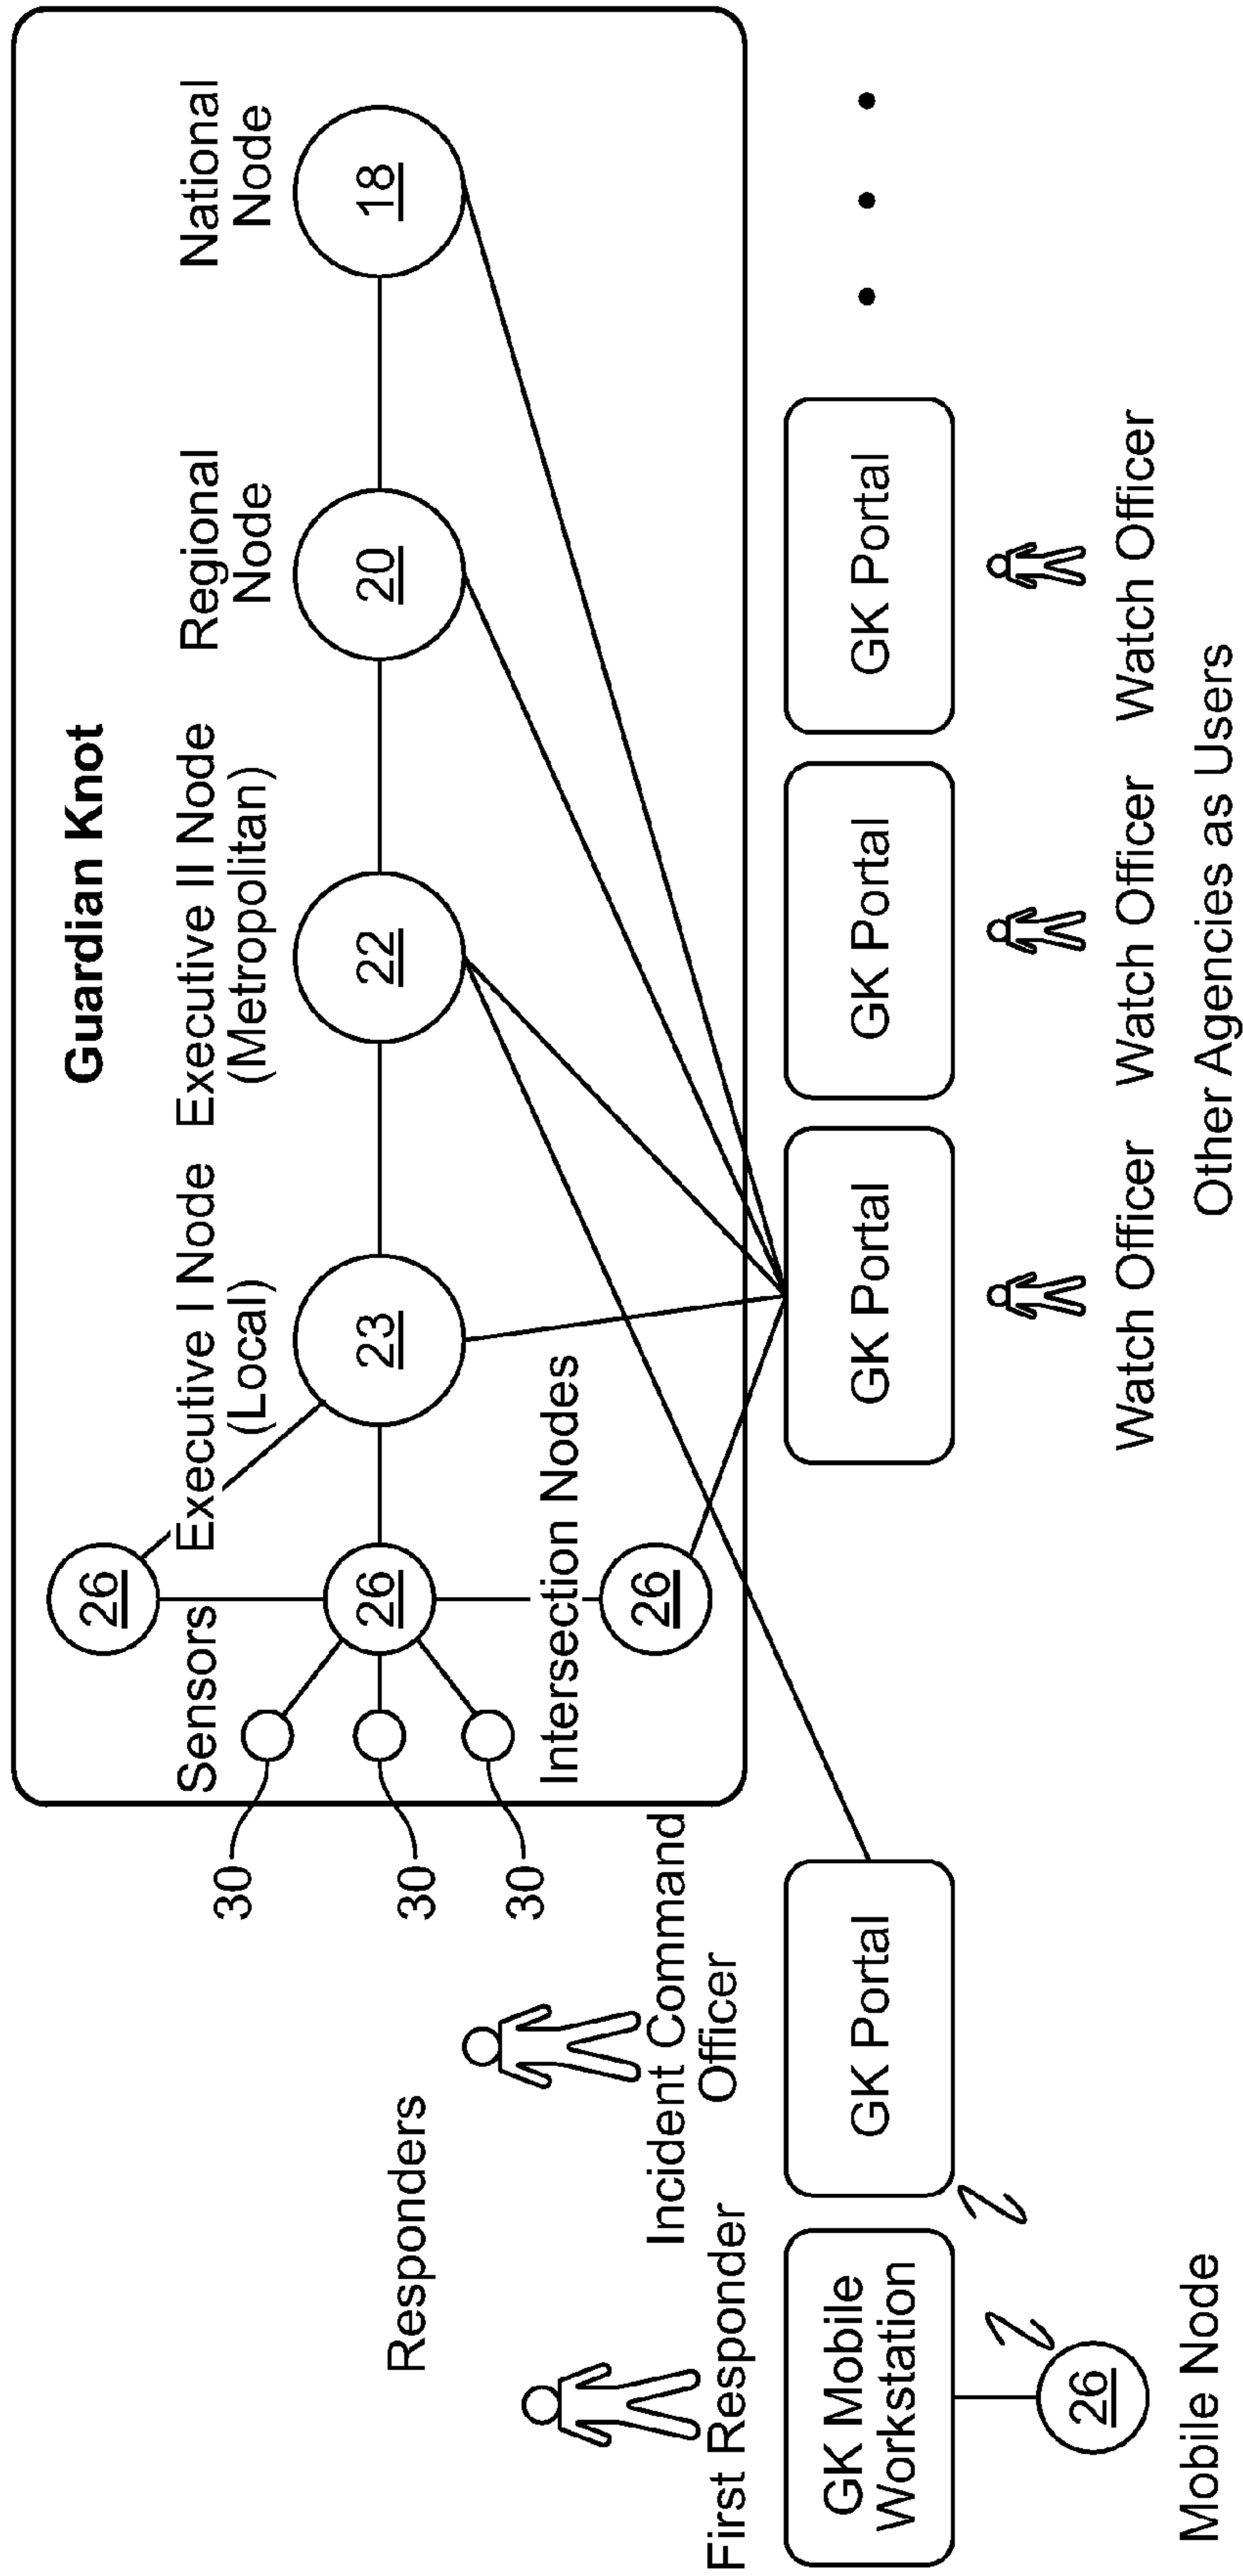 Guardian Knot
Sensors
Executive I Node
(Local)
Executive II Node
(Metropolitan)
Regional
Node
National
Node
26
30
30
30
26
23
22
20
18
Intersection Nodes
26
Responders
First Responder
Incident Command
Officer
GK Mobile
Workstation
GK Portal
GK Portal
GK Portal
GK Portal
26
Mobile Node
Watch Officer
Watch Officer
Watch Officer
Other Agencies as Users